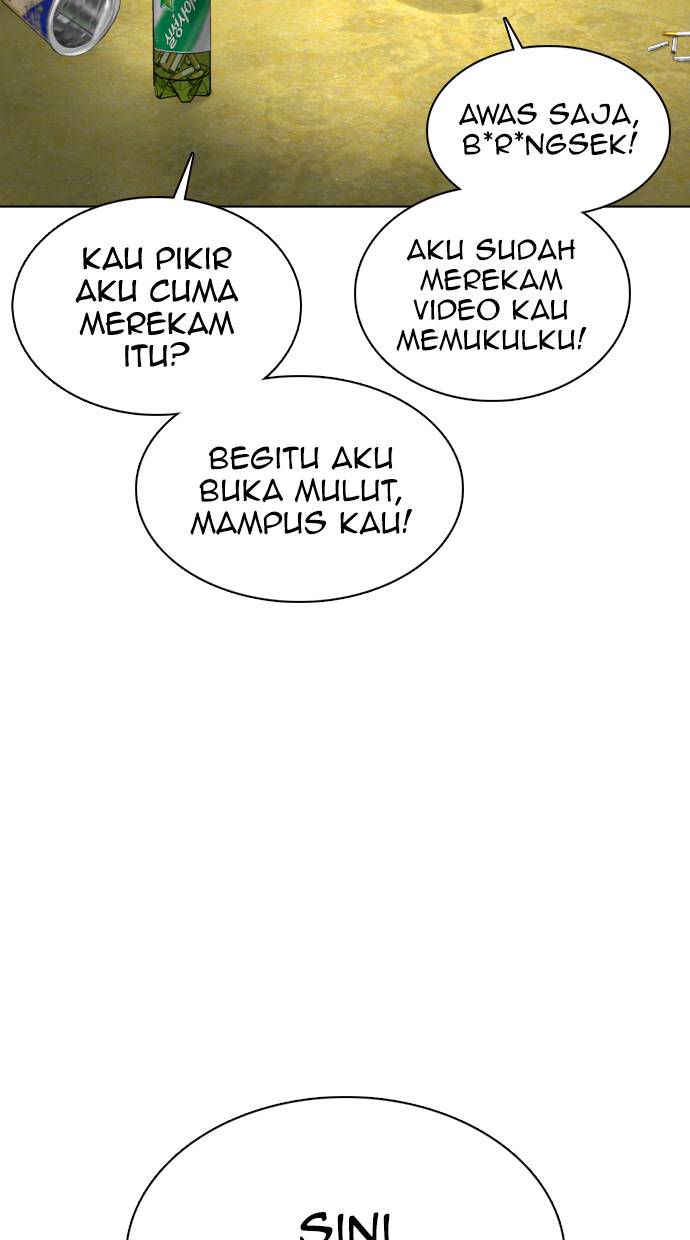 AWAS SAJA,
B*R*NGSEK!
AKU SUDAH
MEREKAM
VIDEO KAU
MEMUKULKU!
KAU PIKIR
AKU CUMA
MEREKAM
ITU?
BEGITU AKU
BUKA MULUT,
MAMPUS KAU!
SINI